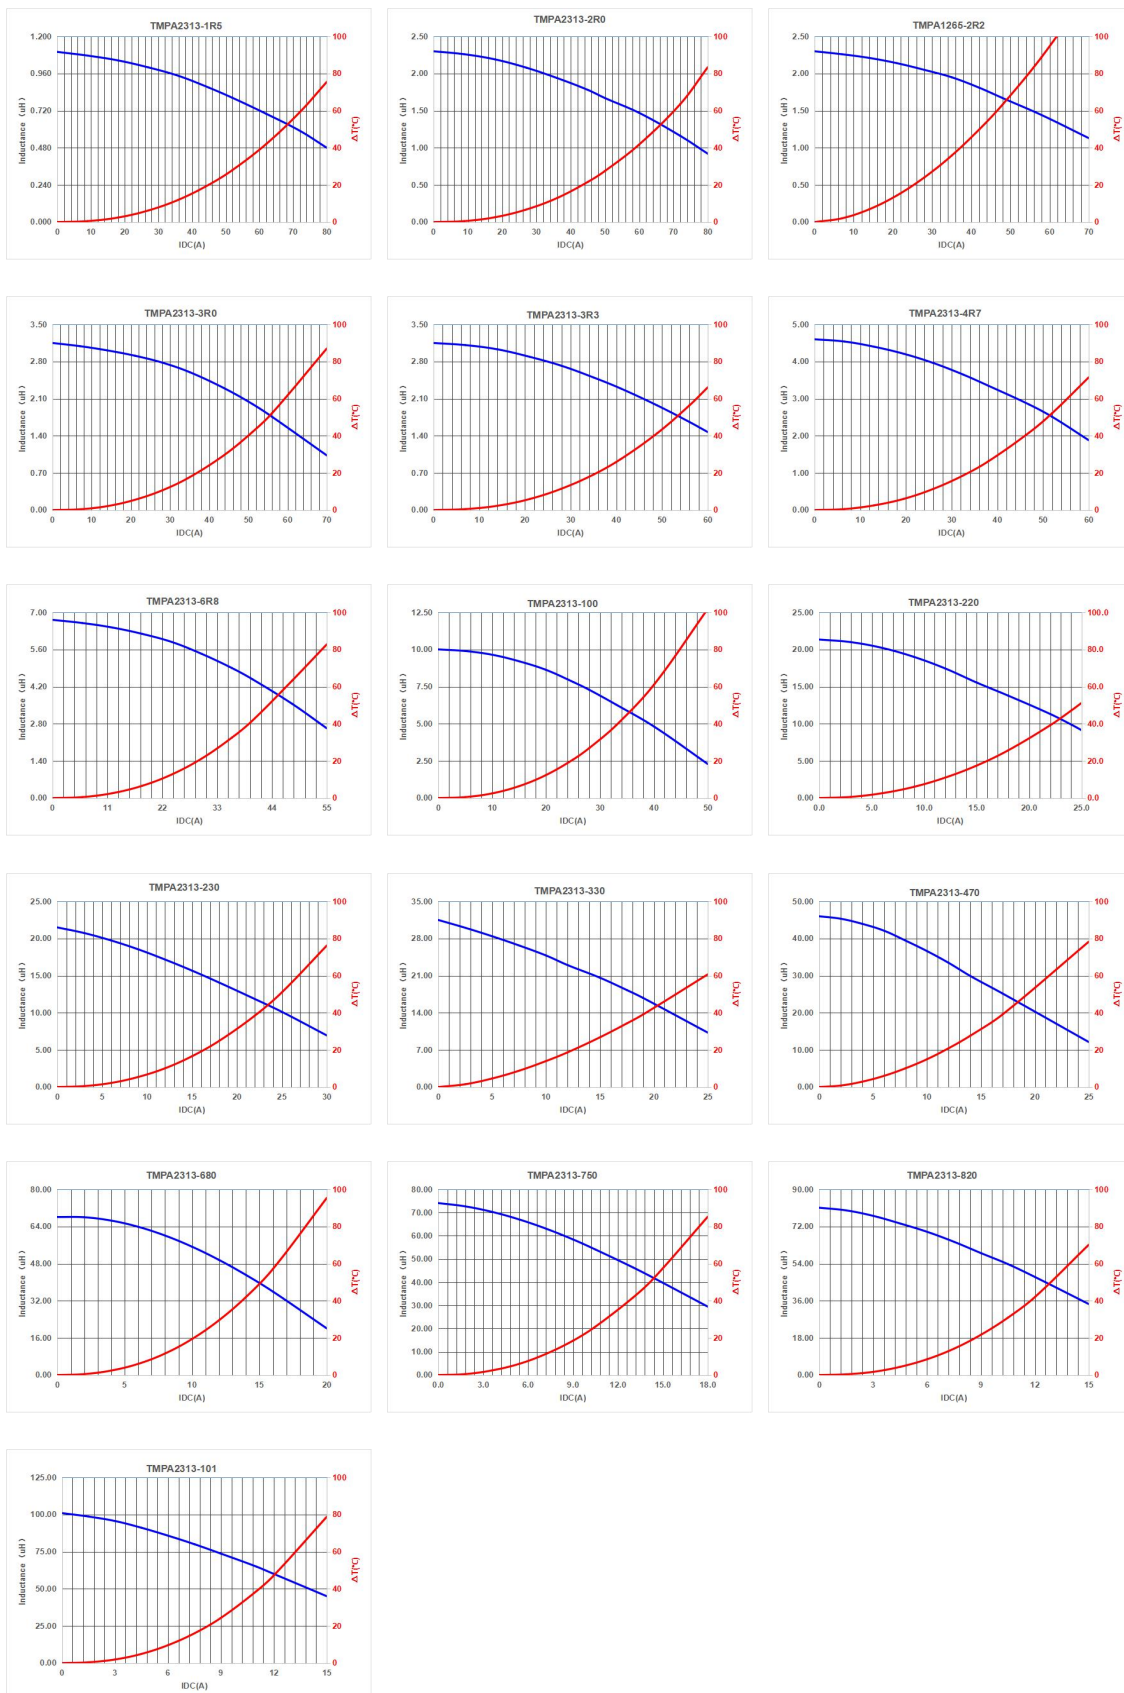 TMPA2313-1R5
1.200
0.960
0.720
0.480
0.240
0.000
Inductance (uH)
100
80
60
40
20
0
ΔT(℃)
0 10 20 30 40 50 60 70 80
IDC(A)
TMPA2313-2R0
2.50
2.00
1.50
1.00
0.50
0.00
Inductance (uH)
100
80
60
40
20
0
ΔT(℃)
0 10 20 30 40 50 60 70 80
IDC(A)
TMPA1265-2R2
2.50
2.00
1.50
1.00
0.50
0.00
Inductance (uH)
100
80
60
40
20
0
ΔT(℃)
0 10 20 30 40 50 60 70
IDC(A)
TMPA2313-3R0
3.50
2.80
2.10
1.40
0.70
0.00
Inductance (uH)
100
80
60
40
20
0
ΔT(℃)
0 10 20 30 40 50 60 70
IDC(A)
TMPA2313-3R3
3.50
2.80
2.10
1.40
0.70
0.00
Inductance (uH)
100
80
60
40
20
0
ΔT(℃)
0 10 20 30 40 50 60
IDC(A)
TMPA2313-4R7
5.00
4.00
3.00
2.00
1.00
0.00
Inductance (uH)
100
80
60
40
20
0
ΔT(℃)
0 10 20 30 40 50 60
IDC(A)
TMPA2313-6R8
7.00
5.60
4.20
2.80
1.40
0.00
Inductance (uH)
100
80
60
40
20
0
ΔT(℃)
0 11 22 33 44 55
IDC(A)
TMPA2313-100
12.50
10.00
7.50
5.00
2.50
0.00
Inductance (uH)
100
80
60
40
20
0
ΔT(℃)
0 10 20 30 40 50
IDC(A)
TMPA2313-220
25.00
20.00
15.00
10.00
5.00
0.00
Inductance (uH)
100.0
80.0
60.0
40.0
20.0
0.0
ΔT(℃)
0.0 5.0 10.0 15.0 20.0 25.0
IDC(A)
TMPA2313-230
25.00
20.00
15.00
10.00
5.00
0.00
Inductance (uH)
100
80
60
40
20
0
ΔT(℃)
0 5 10 15 20 25 30
IDC(A)
TMPA2313-330
35.00
28.00
21.00
14.00
7.00
0.00
Inductance (uH)
100
80
60
40
20
0
ΔT(℃)
0 5 10 15 20 25
IDC(A)
TMPA2313-470
50.00
40.00
30.00
20.00
10.00
0.00
Inductance (uH)
100
80
60
40
20
0
ΔT(℃)
0 5 10 15 20 25
IDC(A)
TMPA2313-680
80.00
64.00
48.00
32.00
16.00
0.00
Inductance (uH)
100
80
60
40
20
0
ΔT(℃)
0 5 10 15 20
IDC(A)
TMPA2313-750
80.00
70.00
60.00
50.00
40.00
30.00
20.00
10.00
0.00
Inductance (uH)
100
80
60
40
20
0
ΔT(℃)
0.0 3.0 6.0 9.0 12.0 15.0 18.0
IDC(A)
TMPA2313-820
90.00
72.00
54.00
36.00
18.00
0.00
Inductance (uH)
100
80
60
40
20
0
ΔT(℃)
0 3 6 9 12 15
IDC(A)
TMPA2313-101
125.00
100.00
75.00
50.00
25.00
0.00
Inductance (uH)
100
80
60
40
20
0
ΔT(℃)
0 3 6 9 12 15
IDC(A)